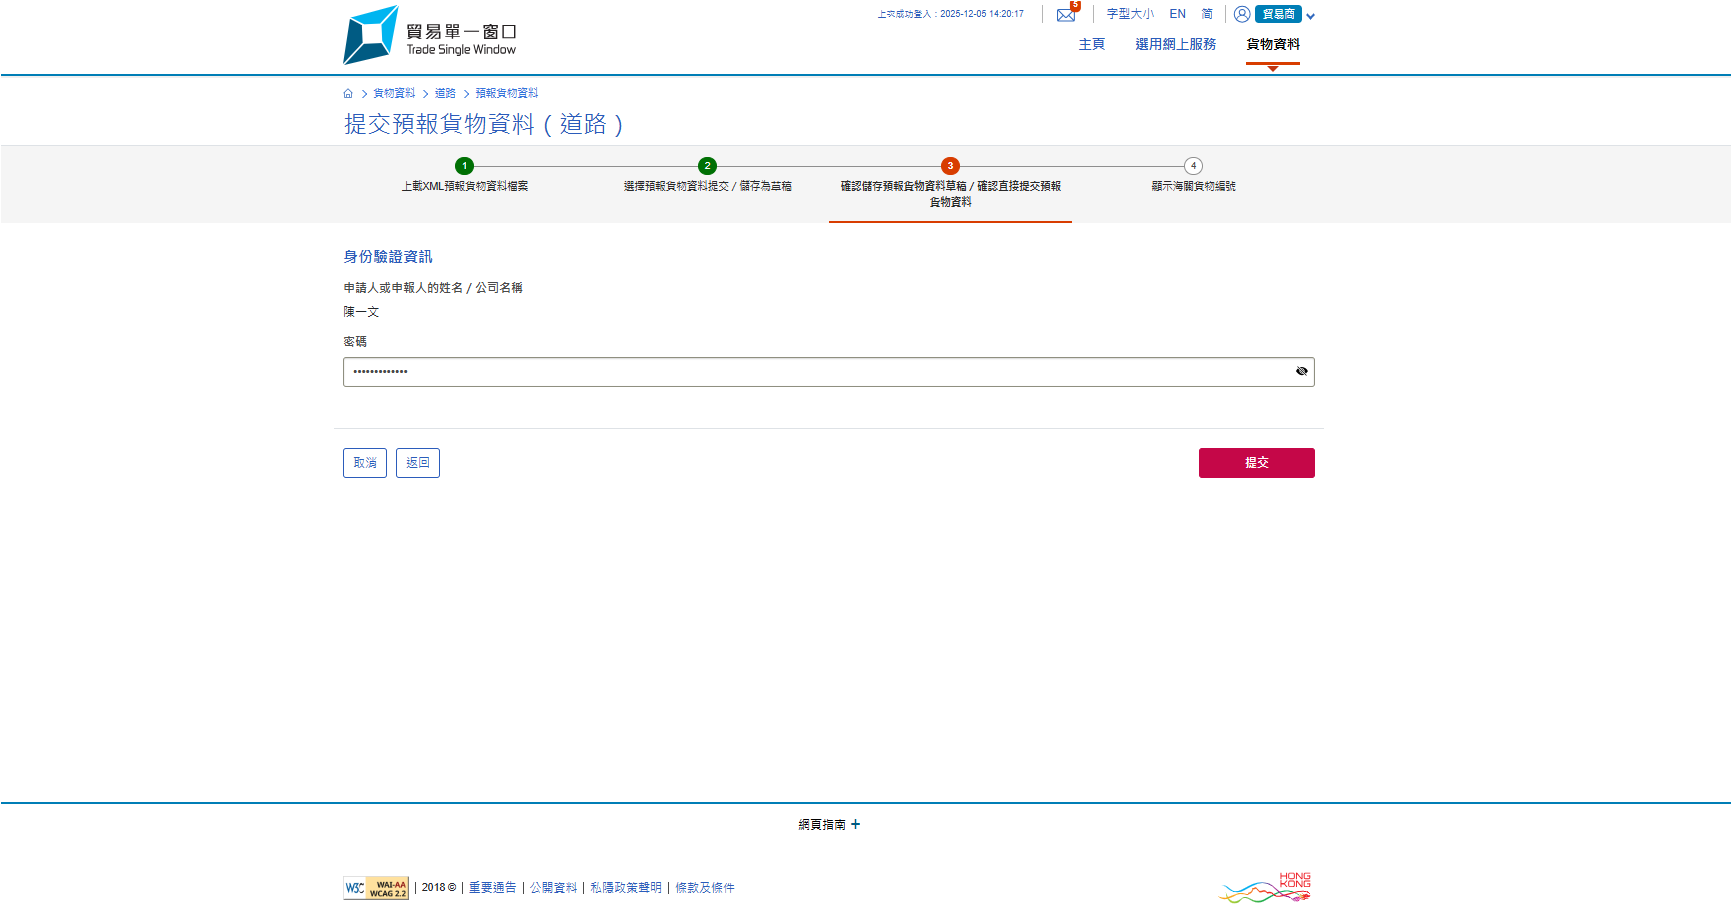 貿易單一窗口
Trade Single Window
上次成功登入 : 2025-12-05 14:20:17
5
字型大小
EN
简
貿易商
主頁
選用網上服務
貨物資料
貨物資料
道路
預報貨物資料
提交預報貨物資料 ( 道路 )
1
上載XML預報貨物資料檔案
2
選擇預報貨物資料提交 / 儲存為草稿
3
確認儲存預報貨物資料草稿 / 確認直接提交預報
貨物資料
4
顯示海關貨物編號
身份驗證資訊
申請人或申報人的姓名 / 公司名稱
陳一文
密碼
•••••••••••••
取消
返回
提交
網頁指南 +
W3C WAI-AA
WCAG 2.2
| 2018 © | 重要通告 | 公開資料 | 私隱政策聲明 | 條款及條件
HONG
KONG